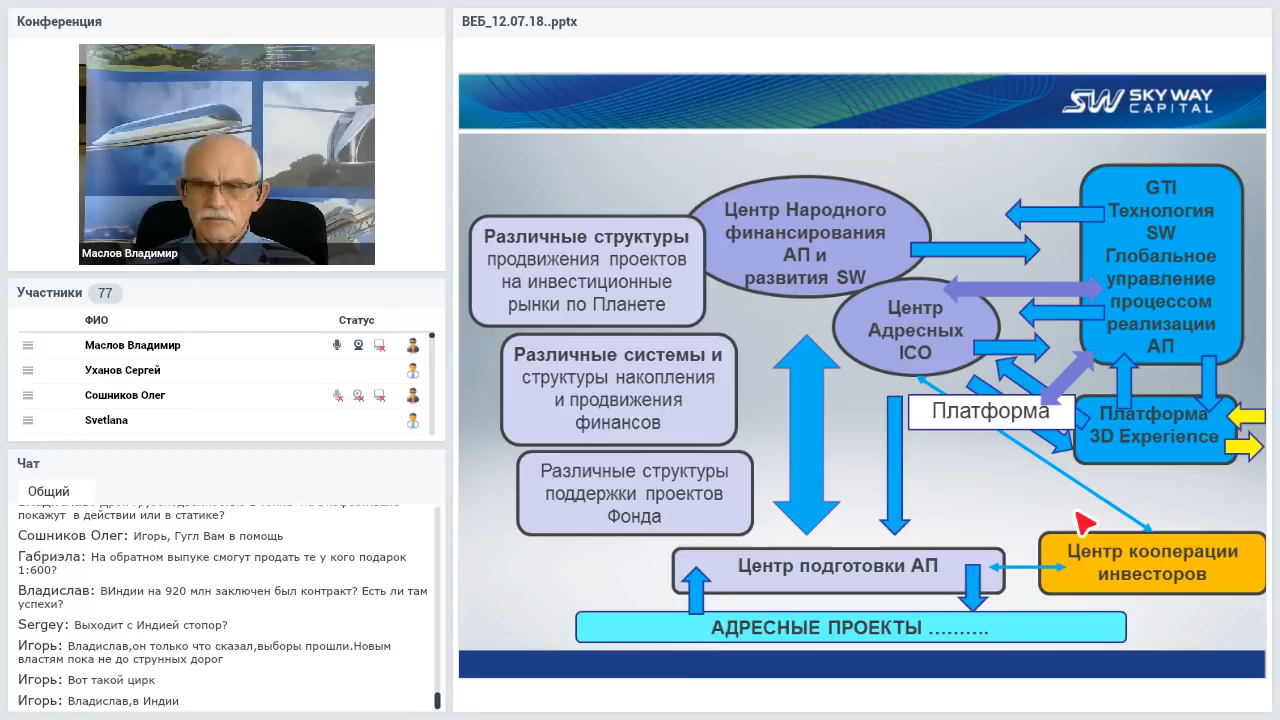 Конференция
Маслов Владимир
Участники 77
ФИО Статус
Маслов Владимир
Уханов Сергей
Сошников Олег
Svetlana
Чат
Общий
покажут в действии или в статике?
Сошников Олег: Игорь, Гугл Вам в помощь
Габриэла: На обратном выпуке смогут продать те у кого подарок
1:600?
Владислав: ВИндии на 920 млн заключен был контракт? Есть ли там
успехи?
Sergey: Выходит с Индией стопор?
Игорь: Владислав,он только что сказал,выборы прошли.Новым
властям пока не до струнных дорог
Игорь: Вот такой цирк
Игорь: Владислав,в Индии
ВЕБ_12.07.18..pptx
SW SKY WAY
CAPITAL
Различные структуры
продвижения проектов
на инвестиционные
рынки по Планете
Центр Народного
финансирования
АП и
развития SW
GTI
Технология
SW
Глобальное
управление
процессом
реализации
АП
Центр
Адресных
ICO
Различные системы и
структуры накопления
и продвижения
финансов
Платформа
Платформа
3D Experience
Различные структуры
поддержки проектов
Фонда
Центр подготовки АП
Центр кооперации
инвесторов
АДРЕСНЫЕ ПРОЕКТЫ ..........